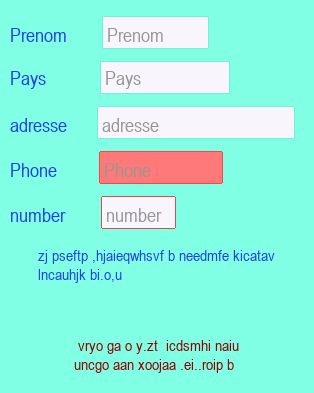 Prenom Prenom
Pays Pays
adresse adresse
Phone Phone
number number
zj pseftp ,hjaieqwhsvf b needmfe kicatav
lncauhjk bi.o,u
vryo ga o y.zt icdsmhi naiu
uncgo aan xoojaa .ei..roip b